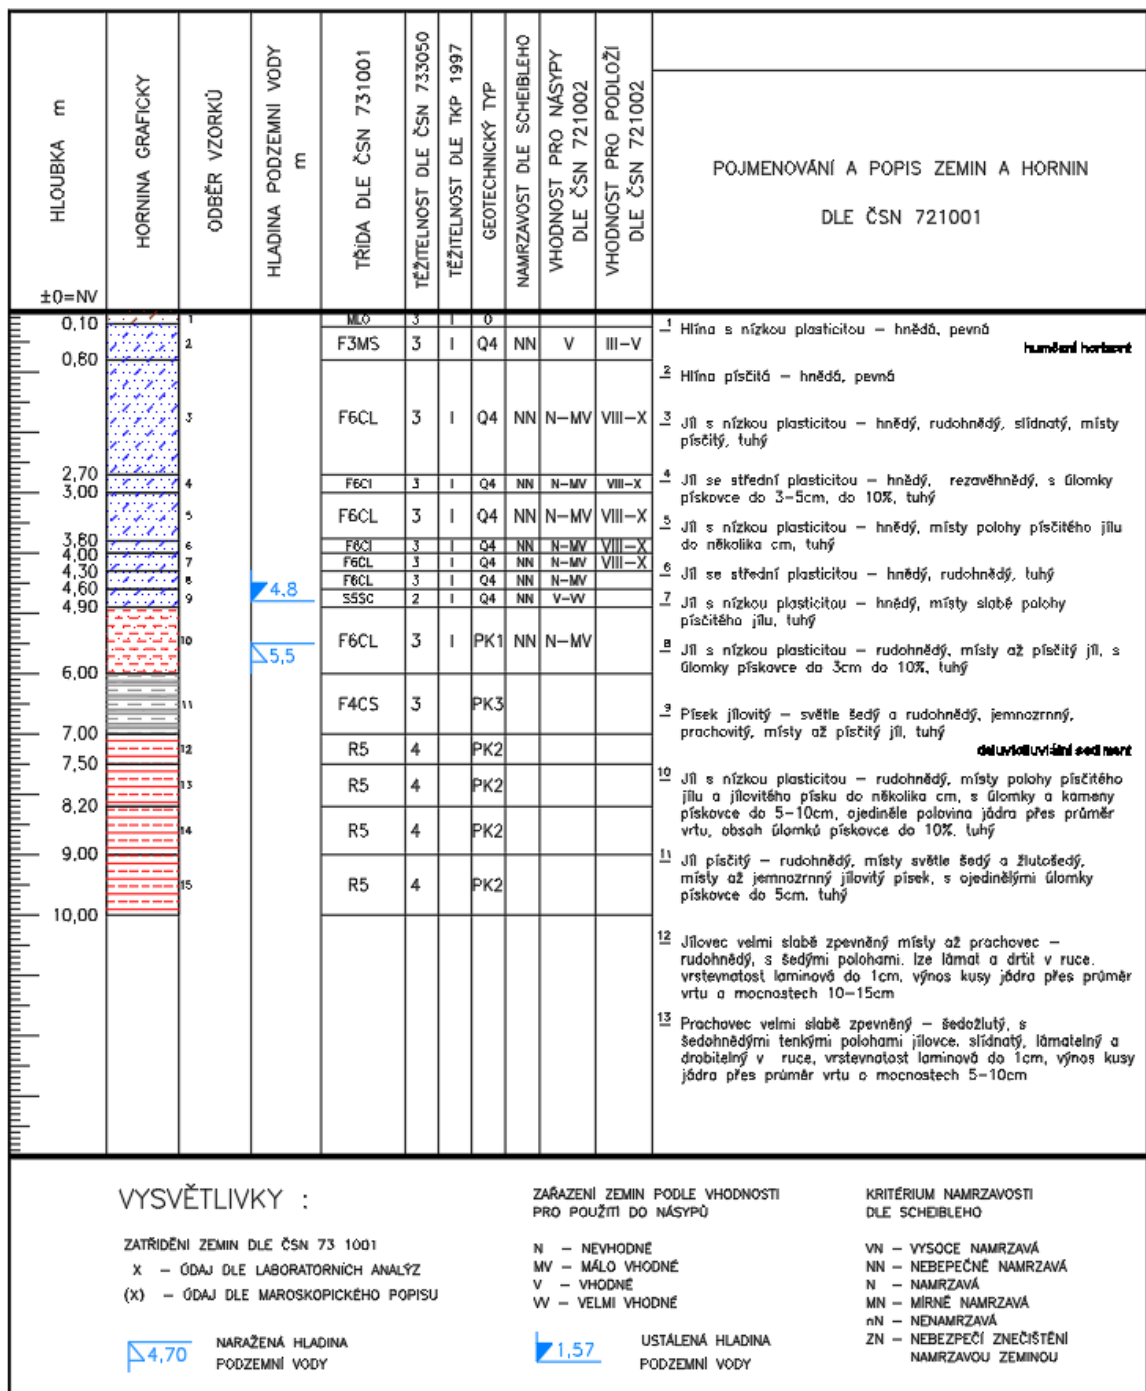 HLOUBKA m
HORNINA GRAFICKY
ODBĚR VZORKŮ
HLADINA PODZEMNÍ VODY
m
TŘÍDA DLE ČSN 731001
TĚŽITELNOST DLE ČSN 733050
TĚŽITELNOST DLE TKP 1997
GEOTECHNICKÝ TYP
NAMRZAVOST DLE SCHEIBLEHO
VHODNOST PRO NÁSYPY
DLE ČSN 721002
VHODNOST PRO PODLOŽÍ
DLE ČSN 721002
POJMENOVÁNÍ A POPIS ZEMIN A HORNIN
DLE ČSN 721001
±0=NV
0,10 1 MLO 3 I O
2 F3MS 3 I Q4 NN V III–V
0,80
3 F6CL 3 I Q4 NN N–MV VIII–X
2,70
4 F6CI 3 I Q4 NN N–MV VIII–X
3,00
5 F6CL 3 I Q4 NN N–MV VIII–X
3,80
6 F6CI 3 I Q4 NN N–MV VIII–X
4,00
7 F6CL 3 I Q4 NN N–MV VIII–X
4,30
8 F6CL 3 I Q4 NN N–MV
4,60
9 4.8 S5SC 2 I Q4 NN V–VV
4,90
10 5,5 F6CL 3 I PK1 NN N–MV
6,00
11 F4CS 3 PK3
7,00
12 R5 4 PK2
7,50
13 R5 4 PK2
8,20
14 R5 4 PK2
9,00
15 R5 4 PK2
10,00
1 Hlína s nízkou plasticitou – hnědá, pevná
humózní horizont
2 Hlína písčitá – hnědá, pevná
3 Jíl s nízkou plasticitou – hnědý, rudohnědý, slídnatý, místy
písčitý, tuhý
4 Jíl se střední plasticitou – hnědý, rezavěhnědý, s úlomky
pískovce do 3–5cm, do 10%, tuhý
5 Jíl s nízkou plasticitou – hnědý, místy polohy písčitého jílu
do několika cm, tuhý
6 Jíl se střední plasticitou – hnědý, rudohnědý, tuhý
7 Jíl s nízkou plasticitou – hnědý, místy slabé polohy
písčitého jílu, tuhý
8 Jíl s nízkou plasticitou – rudohnědý, místy až písčitý jíl, s
úlomky pískovce do 3cm do 10%, tuhý
9 Písek jílovitý – světle šedý a rudohnědý, jemnozrnný,
prachovitý, místy až písčitý jíl, tuhý
deluviofluviální sediment
10 Jíl s nízkou plasticitou – rudohnědý, místy polohy písčitého
jílu a jílovitého písku do několika cm, s úlomky a kameny
pískovce do 5–10cm, ojediněle polovina jádra přes průměr
vrtu, obsah úlomků pískovce do 10%. tuhý
11 Jíl písčitý – rudohnědý, místy světle šedý a žlutošedý,
místy až jemnozrnný jílovitý písek, s ojedinělými úlomky
pískovce do 5cm. tuhý
12 Jílovec velmi slabě zpevněný místy až prachovec –
rudohnědý, s šedými polohami. lze lámat a drtit v ruce.
vrstevnatost laminová do 1cm, výnos kusy jádra přes průměr
vrtu o mocnostech 10–15cm
13 Prachovec velmi slabě zpevněný – šedožlutý, s
šedohnědými tenkými polohami jílovce. slídnatý, lámatelný a
drobitelný v ruce, vrstevnatost laminová do 1cm, výnos kusy
jádra přes průměr vrtu o mocnostech 5–10cm
VYSVĚTLIVKY :
ZATŘÍDĚNÍ ZEMIN DLE ČSN 73 1001
X – ÚDAJ DLE LABORATORNÍCH ANALÝZ
(X) – ÚDAJ DLE MAROSKOPICKÉHO POPISU
4,70 NARAŽENÁ HLADINA
PODZEMNÍ VODY
ZAŘAZENÍ ZEMIN PODLE VHODNOSTI
PRO POUŽITÍ DO NÁSYPŮ
N – NEVHODNÉ
MV – MÁLO VHODNÉ
V – VHODNÉ
VV – VELMI VHODNÉ
1,57 USTÁLENÁ HLADINA
PODZEMNÍ VODY
KRITÉRIUM NAMRZAVOSTI
DLE SCHEIBLEHO
VN – VYSOCE NAMRZAVÁ
NN – NEBEPEČNĚ NAMRZAVÁ
N – NAMRZAVÁ
MN – MÍRNĚ NAMRZAVÁ
nN – NENAMRZAVÁ
ZN – NEBEZPEČÍ ZNEČIŠTĚNÍ
NAMRZAVOU ZEMINOU